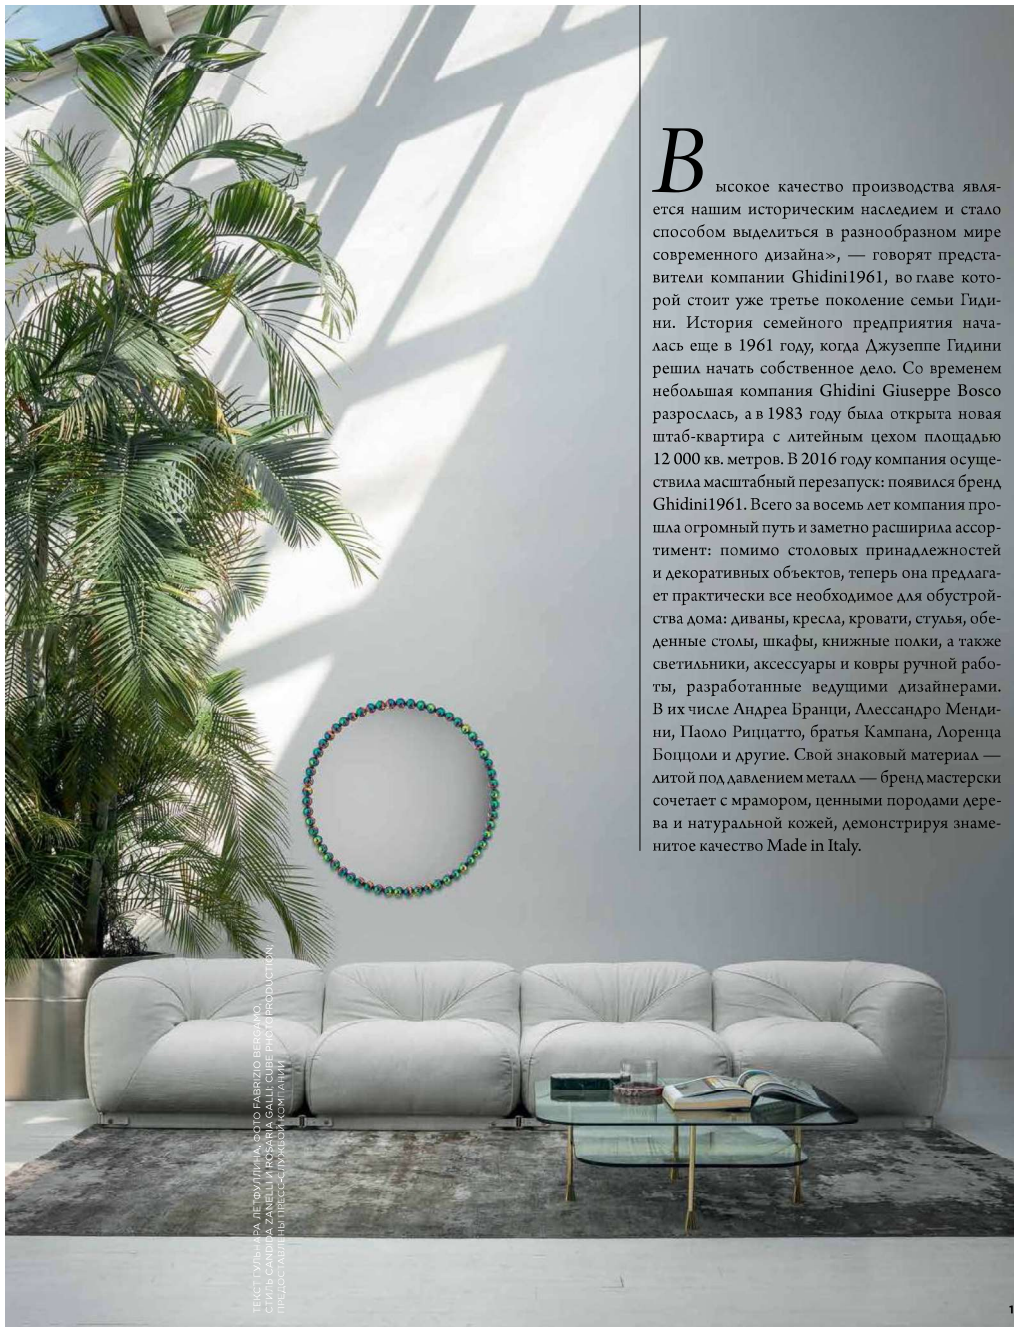 Высокое качество производства явля-
ется нашим историческим наследием и стало
способом выделиться в разнообразном мире
современного дизайна», — говорят предста-
вители компании Ghidini1961, во главе кото-
рой стоит уже третье поколение семьи Гиди-
ни. История семейного предприятия нача-
лась еще в 1961 году, когда Джузеппе Гидини
решил начать собственное дело. Со временем
небольшая компания Ghidini Giuseppe Bosco
разрослась, а в 1983 году была открыта новая
штаб-квартира с литейным цехом площадью
12 000 кв. метров. В 2016 году компания осуще-
ствила масштабный перезапуск: появился бренд
Ghidini1961. Всего за восемь лет компания про-
шла огромный путь и заметно расширила ассор-
тимент: помимо столовых принадлежностей
и декоративных объектов, теперь она предлага-
ет практически все необходимое для обустрой-
ства дома: диваны, кресла, кровати, стулья, обе-
денные столы, шкафы, книжные полки, а также
светильники, аксессуары и ковры ручной рабо-
ты, разработанные ведущими дизайнерами.
В их числе Андреа Бранци, Алессандро Менди-
ни, Паоло Риццатто, братья Кампана, Лоренца
Боццоли и другие. Свой знаковый материал —
литой под давлением металл — бренд мастерски
сочетает с мрамором, ценными породами дере-
ва и натуральной кожей, демонстрируя знаме-
нитое качество Made in Italy.
ТЕКСТ ГУЛЬНАРА ЛЕТФУЛЛИНА, ФОТО FABRIZIO BERGAMO,
СТИЛЬ CANDIDA ZANELLI И ROSARIA GALLI; CUBE PHOTOPRODUCTION;
ПРЕДОСТАВЛЕНЫ ПРЕСС-СЛУЖБОЙ КОМПАНИИ
1